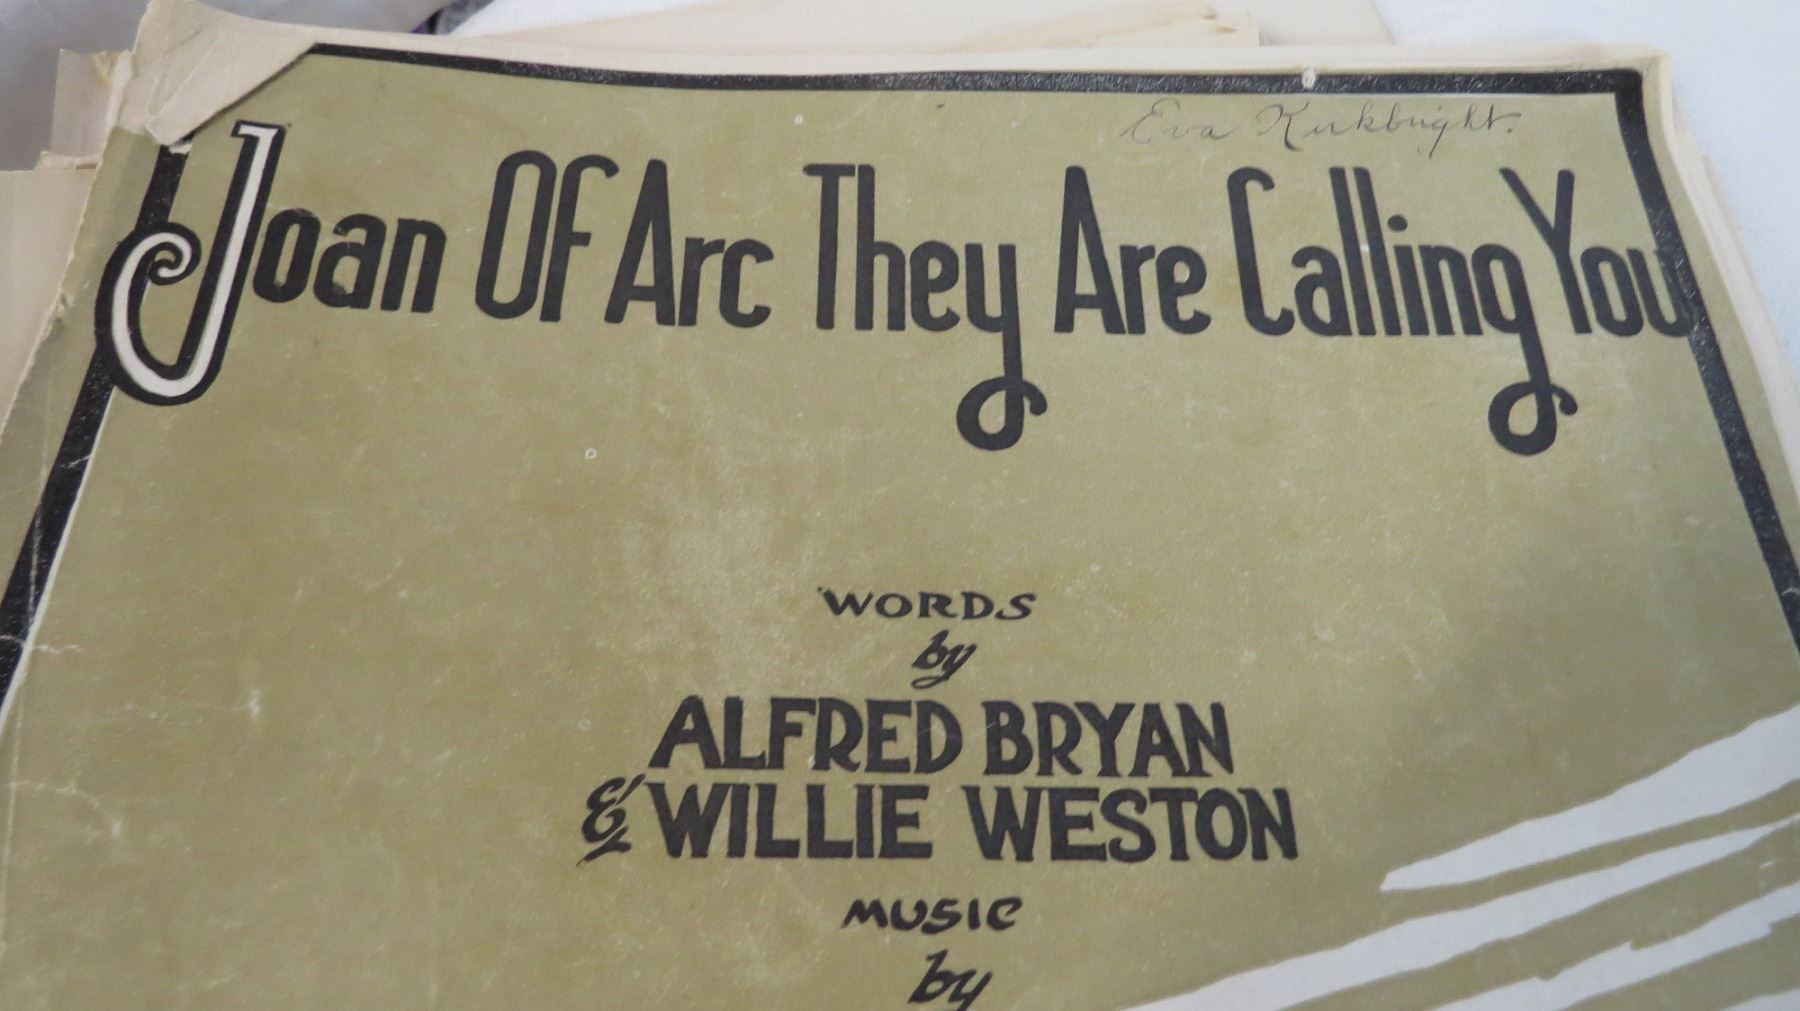 Eva Kirkbright.
Joan Of Arc They Are Calling You
WORDS
by
ALFRED BRYAN
& WILLIE WESTON
MUSIC
by